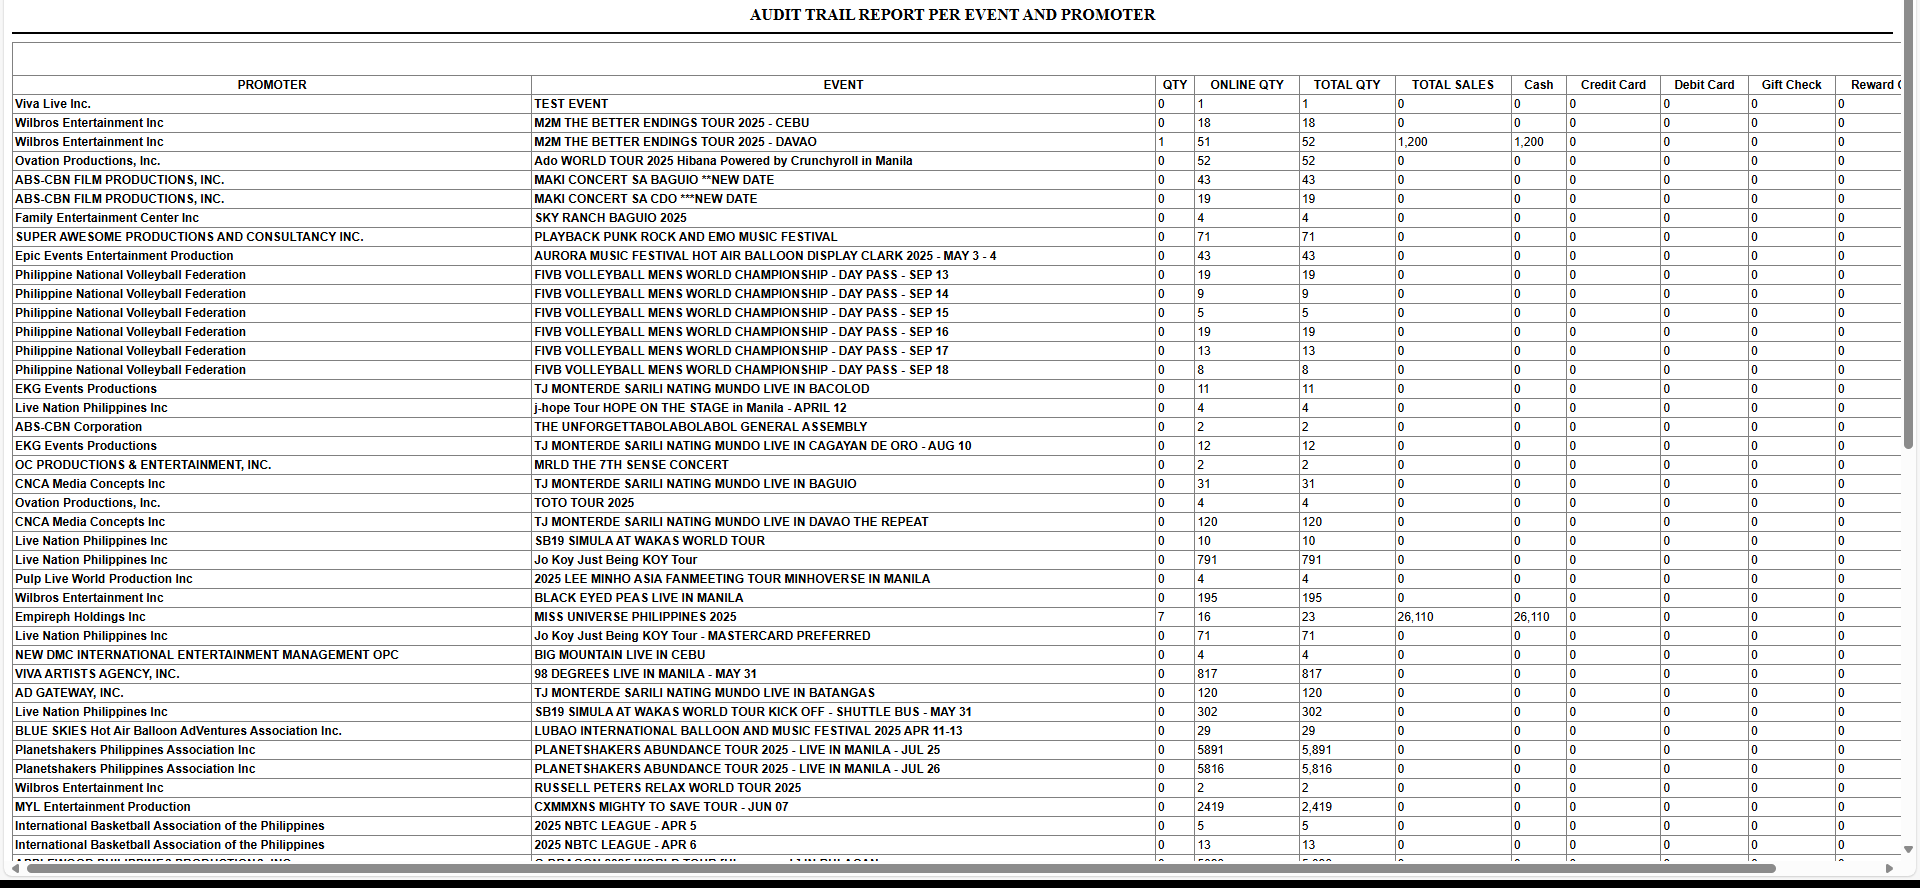 AUDIT TRAIL REPORT PER EVENT AND PROMOTER
PROMOTER EVENT QTY ONLINE QTY TOTAL QTY TOTAL SALES Cash Credit Card Debit Card Gift Check Reward
Viva Live Inc. TEST EVENT 0 1 1 0 0 0 0 0 0
Wilbros Entertainment Inc M2M THE BETTER ENDINGS TOUR 2025 - CEBU 0 18 18 0 0 0 0 0 0
Wilbros Entertainment Inc M2M THE BETTER ENDINGS TOUR 2025 - DAVAO 1 51 52 1,200 1,200 0 0 0 0
Ovation Productions, Inc. Ado WORLD TOUR 2025 Hibana Powered by Crunchyroll in Manila 0 52 52 0 0 0 0 0 0
ABS-CBN FILM PRODUCTIONS, INC. MAKI CONCERT SA BAGUIO **NEW DATE 0 43 43 0 0 0 0 0 0
ABS-CBN FILM PRODUCTIONS, INC. MAKI CONCERT SA CDO ***NEW DATE 0 19 19 0 0 0 0 0 0
Family Entertainment Center Inc SKY RANCH BAGUIO 2025 0 4 4 0 0 0 0 0 0
SUPER AWESOME PRODUCTIONS AND CONSULTANCY INC. PLAYBACK PUNK ROCK AND EMO MUSIC FESTIVAL 0 71 71 0 0 0 0 0 0
Epic Events Entertainment Production AURORA MUSIC FESTIVAL HOT AIR BALLOON DISPLAY CLARK 2025 - MAY 3 - 4 0 43 43 0 0 0 0 0 0
Philippine National Volleyball Federation FIVB VOLLEYBALL MENS WORLD CHAMPIONSHIP - DAY PASS - SEP 13 0 19 19 0 0 0 0 0 0
Philippine National Volleyball Federation FIVB VOLLEYBALL MENS WORLD CHAMPIONSHIP - DAY PASS - SEP 14 0 9 9 0 0 0 0 0 0
Philippine National Volleyball Federation FIVB VOLLEYBALL MENS WORLD CHAMPIONSHIP - DAY PASS - SEP 15 0 5 5 0 0 0 0 0 0
Philippine National Volleyball Federation FIVB VOLLEYBALL MENS WORLD CHAMPIONSHIP - DAY PASS - SEP 16 0 19 19 0 0 0 0 0 0
Philippine National Volleyball Federation FIVB VOLLEYBALL MENS WORLD CHAMPIONSHIP - DAY PASS - SEP 17 0 13 13 0 0 0 0 0 0
Philippine National Volleyball Federation FIVB VOLLEYBALL MENS WORLD CHAMPIONSHIP - DAY PASS - SEP 18 0 8 8 0 0 0 0 0 0
EKG Events Productions TJ MONTERDE SARILI NATING MUNDO LIVE IN BACOLOD 0 11 11 0 0 0 0 0 0
Live Nation Philippines Inc j-hope Tour HOPE ON THE STAGE in Manila - APRIL 12 0 4 4 0 0 0 0 0 0
ABS-CBN Corporation THE UNFORGETTABOLABOLABOL GENERAL ASSEMBLY 0 2 2 0 0 0 0 0 0
EKG Events Productions TJ MONTERDE SARILI NATING MUNDO LIVE IN CAGAYAN DE ORO - AUG 10 0 12 12 0 0 0 0 0 0
OC PRODUCTIONS & ENTERTAINMENT, INC. MRLD THE 7TH SENSE CONCERT 0 2 2 0 0 0 0 0 0
CNCA Media Concepts Inc TJ MONTERDE SARILI NATING MUNDO LIVE IN BAGUIO 0 31 31 0 0 0 0 0 0
Ovation Productions, Inc. TOTO TOUR 2025 0 4 4 0 0 0 0 0 0
CNCA Media Concepts Inc TJ MONTERDE SARILI NATING MUNDO LIVE IN DAVAO THE REPEAT 0 120 120 0 0 0 0 0 0
Live Nation Philippines Inc SB19 SIMULA AT WAKAS WORLD TOUR 0 10 10 0 0 0 0 0 0
Live Nation Philippines Inc Jo Koy Just Being KOY Tour 0 791 791 0 0 0 0 0 0
Pulp Live World Production Inc 2025 LEE MINHO ASIA FANMEETING TOUR MINHOVERSE IN MANILA 0 4 4 0 0 0 0 0 0
Wilbros Entertainment Inc BLACK EYED PEAS LIVE IN MANILA 0 195 195 0 0 0 0 0 0
Empireph Holdings Inc MISS UNIVERSE PHILIPPINES 2025 7 16 23 26,110 26,110 0 0 0 0
Live Nation Philippines Inc Jo Koy Just Being KOY Tour - MASTERCARD PREFERRED 0 71 71 0 0 0 0 0 0
NEW DMC INTERNATIONAL ENTERTAINMENT MANAGEMENT OPC BIG MOUNTAIN LIVE IN CEBU 0 4 4 0 0 0 0 0 0
VIVA ARTISTS AGENCY, INC. 98 DEGREES LIVE IN MANILA - MAY 31 0 817 817 0 0 0 0 0 0
AD GATEWAY, INC. TJ MONTERDE SARILI NATING MUNDO LIVE IN BATANGAS 0 120 120 0 0 0 0 0 0
Live Nation Philippines Inc SB19 SIMULA AT WAKAS WORLD TOUR KICK OFF - SHUTTLE BUS - MAY 31 0 302 302 0 0 0 0 0 0
BLUE SKIES Hot Air Balloon AdVentures Association Inc. LUBAO INTERNATIONAL BALLOON AND MUSIC FESTIVAL 2025 APR 11-13 0 29 29 0 0 0 0 0 0
Planetshakers Philippines Association Inc PLANETSHAKERS ABUNDANCE TOUR 2025 - LIVE IN MANILA - JUL 25 0 5891 5,891 0 0 0 0 0 0
Planetshakers Philippines Association Inc PLANETSHAKERS ABUNDANCE TOUR 2025 - LIVE IN MANILA - JUL 26 0 5816 5,816 0 0 0 0 0 0
Wilbros Entertainment Inc RUSSELL PETERS RELAX WORLD TOUR 2025 0 2 2 0 0 0 0 0 0
MYL Entertainment Production CXMMXNS MIGHTY TO SAVE TOUR - JUN 07 0 2419 2,419 0 0 0 0 0 0
International Basketball Association of the Philippines 2025 NBTC LEAGUE - APR 5 0 5 5 0 0 0 0 0 0
International Basketball Association of the Philippines 2025 NBTC LEAGUE - APR 6 0 13 13 0 0 0 0 0 0